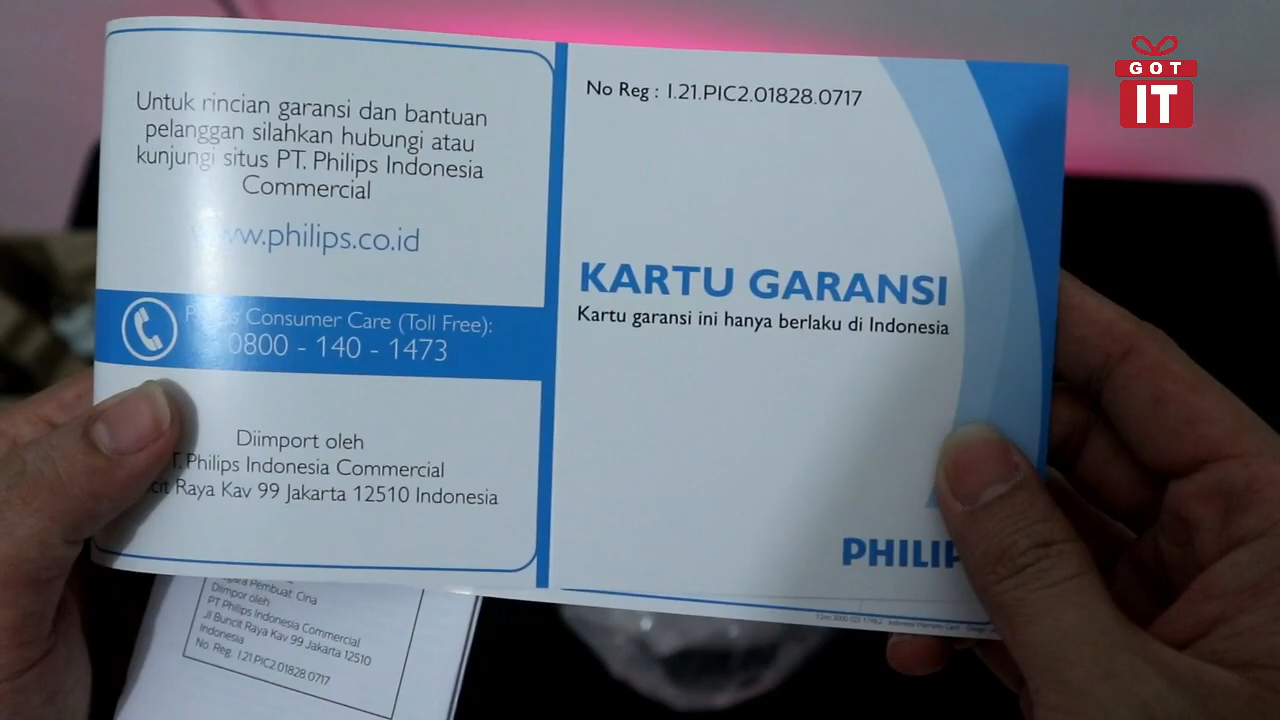 Untuk rincian garansi dan bantuan
pelanggan silahkan hubungi atau
kunjungi situs PT. Philips Indonesia
Commercial
www.philips.co.id
Consumer Care (Toll Free):
0800 - 140 - 1473
Diimport oleh
Philips Indonesia Commercial
Raya Kav 99 Jakarta 12510 Indonesia
No Reg : I.21.PIC2.01828.0717
KARTU GARANSI
Kartu garansi ini hanya berlaku di Indonesia
Pembuat: Cina
Diimpor oleh
PT Philips Indonesia Commercial
Jl Buncit Raya Kav 99 Jakarta 12510
Indonesia
No. Reg. I.21.PIC2.01828.0717
GOT
IT